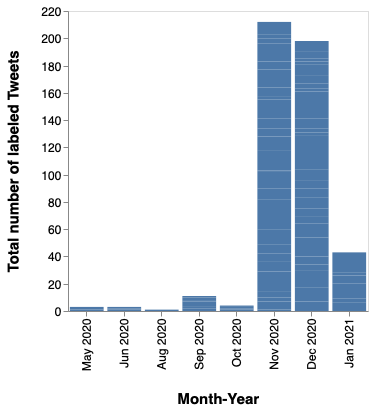 Total number of labeled Tweets
220
200
180
160
140
120
100
80
60
40
20
0
May 2020
Jun 2020
Aug 2020
Sep 2020
Oct 2020
Nov 2020
Dec 2020
Jan 2021
Month-Year